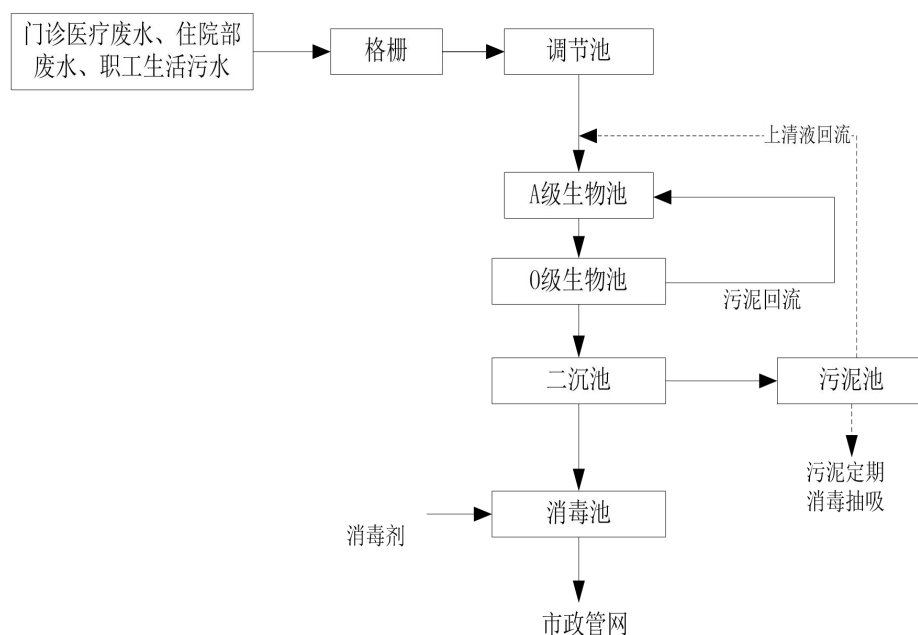 门诊医疗废水、住院部
废水、职工生活污水
格栅
调节池
上清液回流
A级生物池
O级生物池
污泥回流
二沉池
污泥池
污泥定期
消毒抽吸
消毒池
消毒剂
市政管网